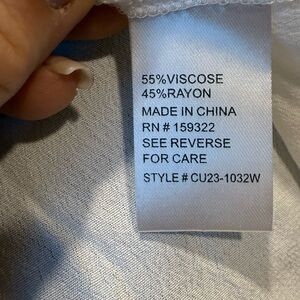 55%VISCOSE
45%RAYON
MADE IN CHINA
RN # 159322
SEE REVERSE
FOR CARE
STYLE # CU23-1032W